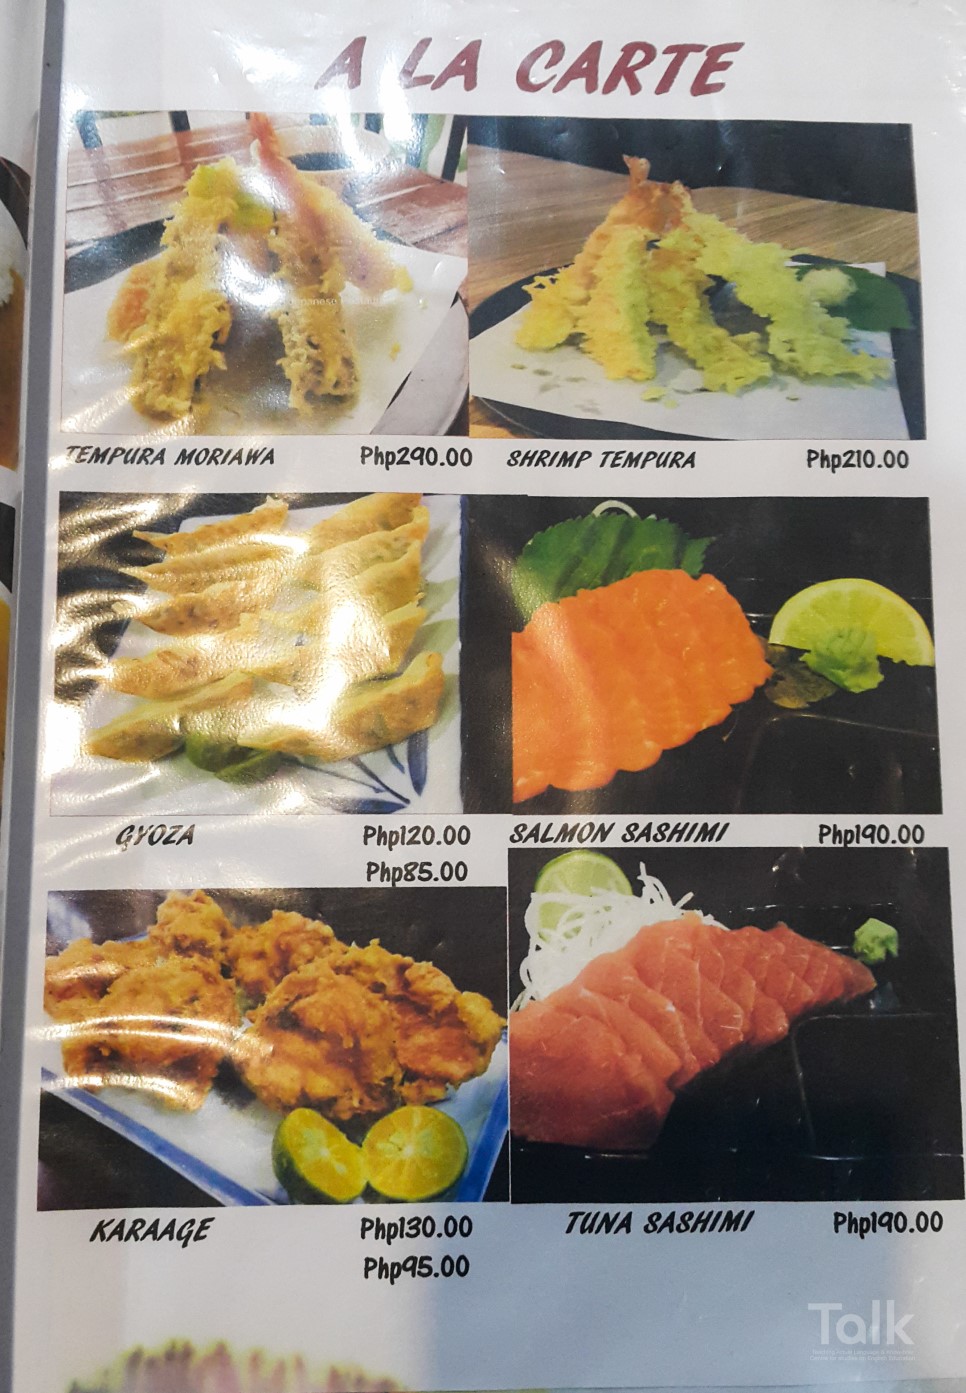 A LA CARTE
TEMPURA MORIAWA Php290.00
SHRIMP TEMPURA Php210.00
GYOZA Php120.00
Php85.00
SALMON SASHIMI Php190.00
KARAAGE Php130.00
Php95.00
TUNA SASHIMI Php190.00
Talk